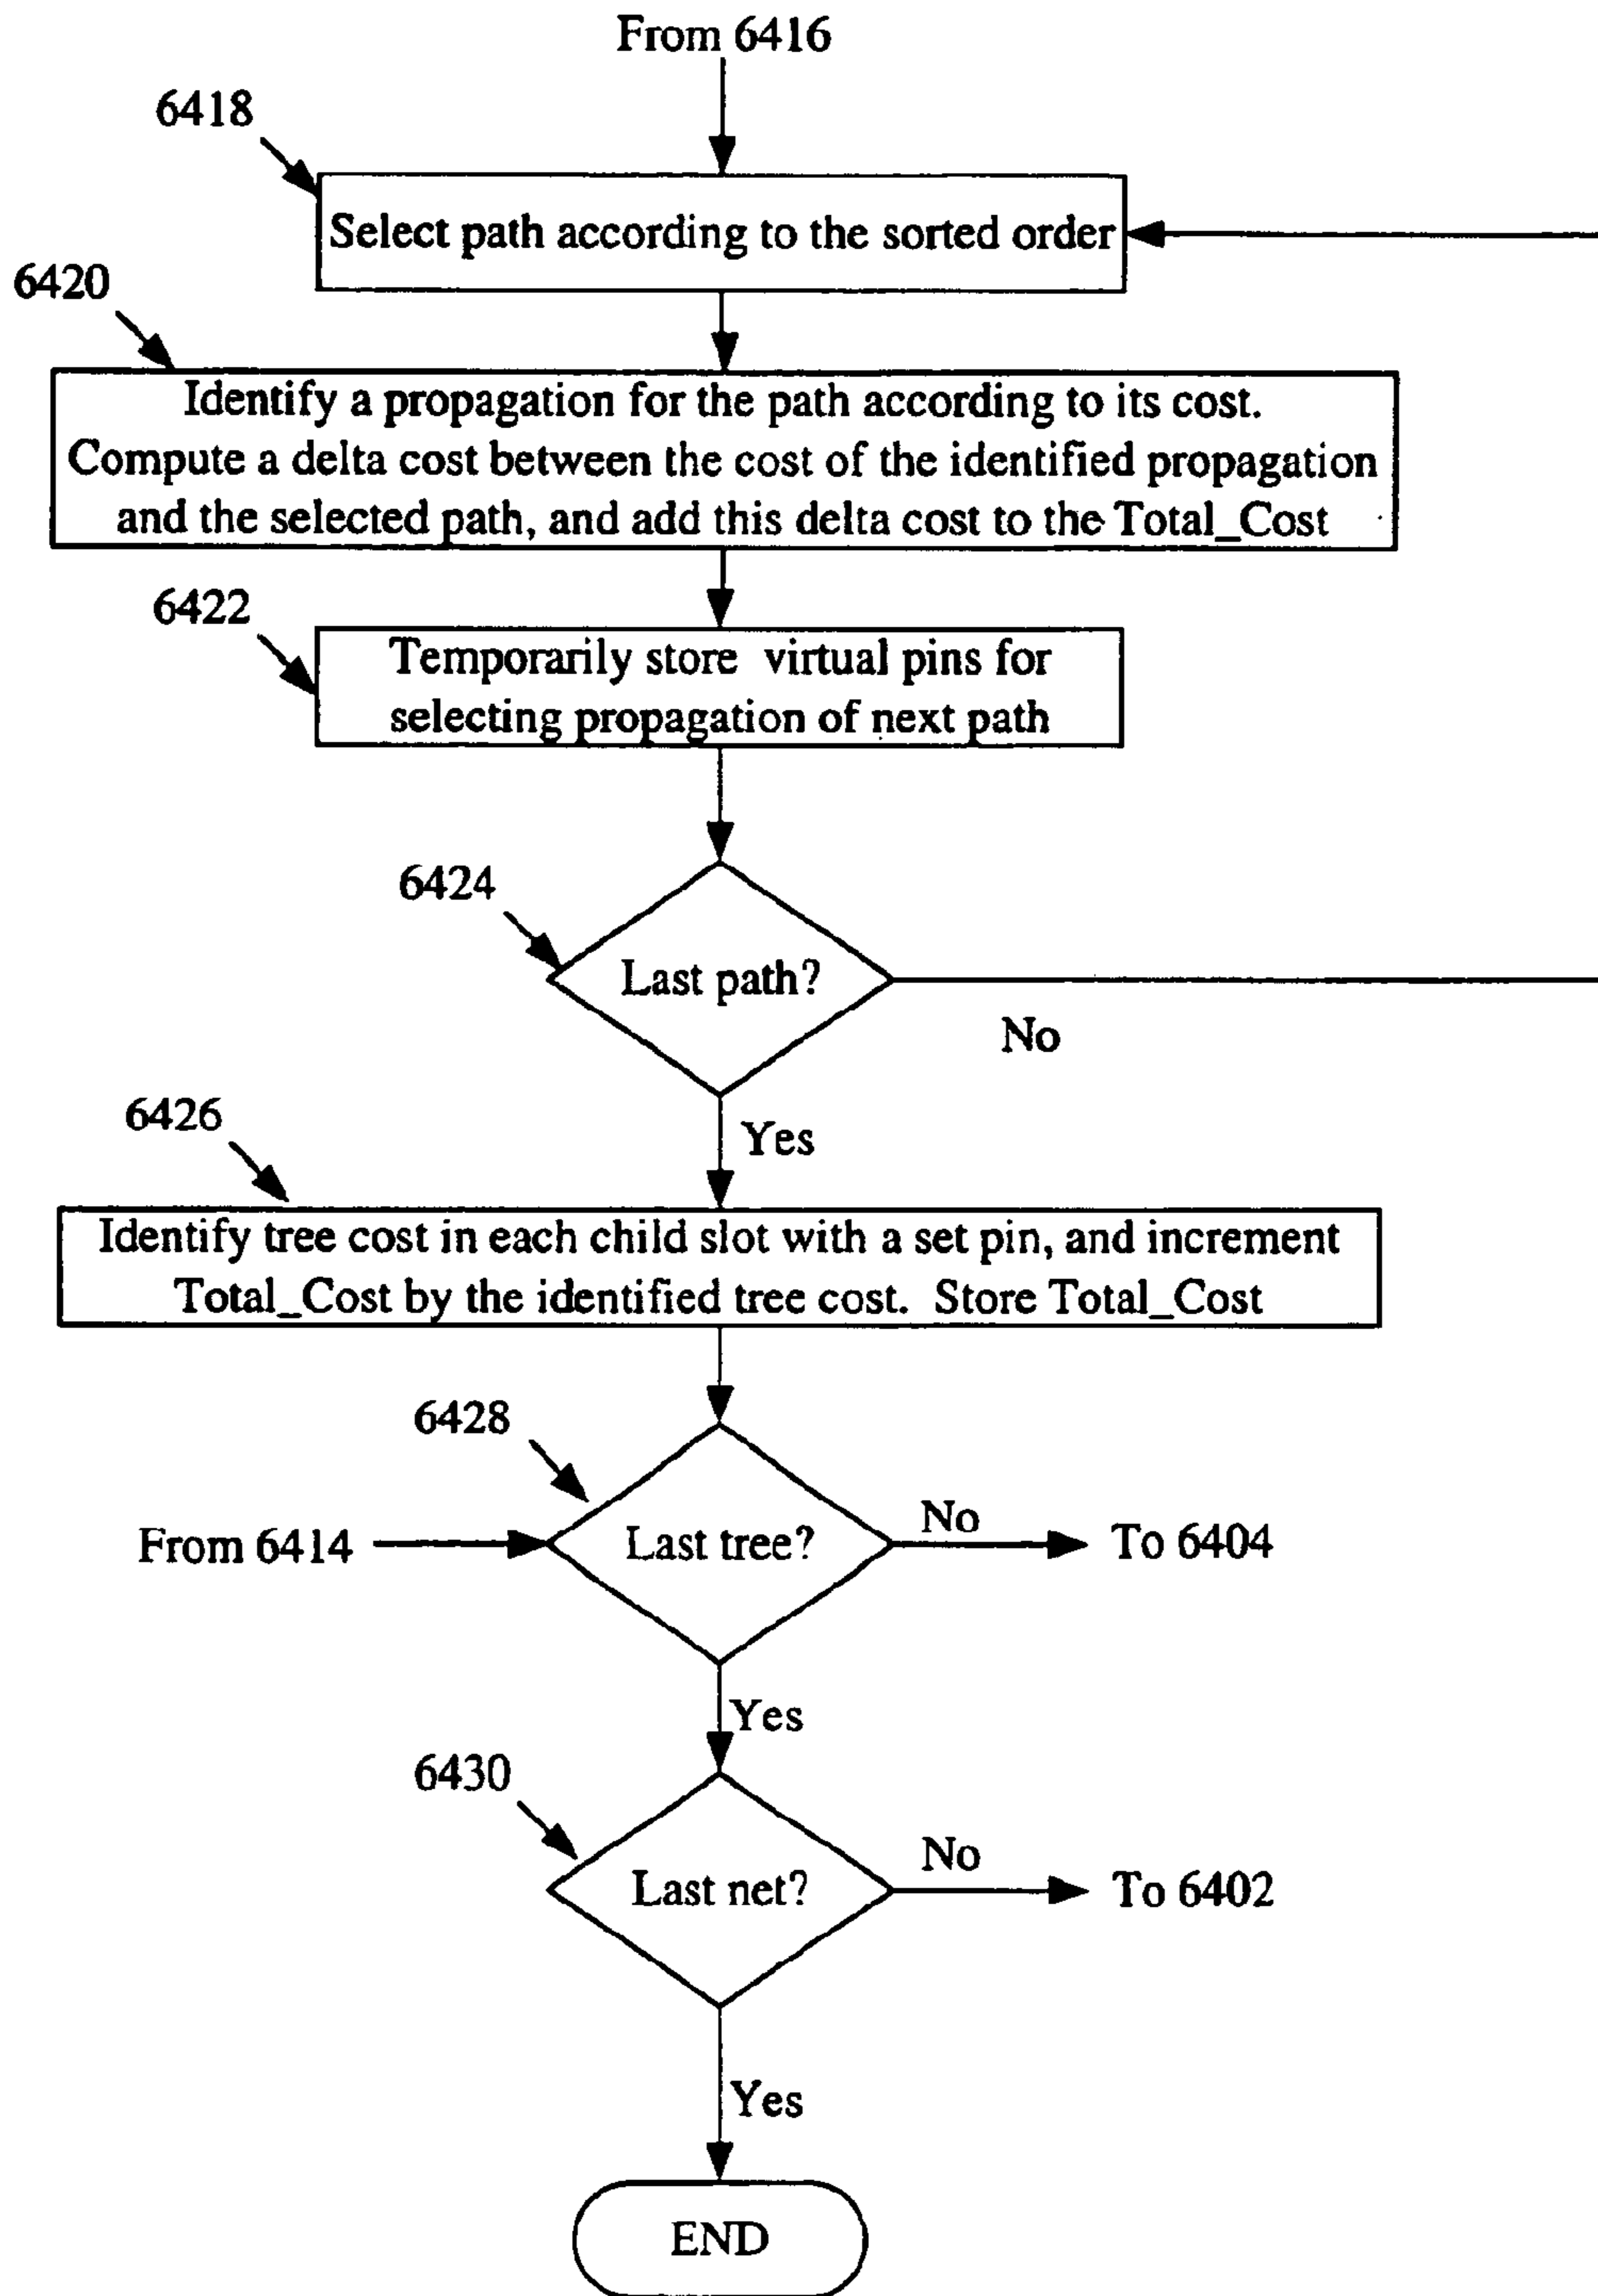 From 6416
6418
Select path according to the sorted order
6420
Identify a propagation for the path according to its cost.
Compute a delta cost between the cost of the identified propagation
and the selected path, and add this delta cost to the Total_Cost
6422
Temporarily store virtual pins for
selecting propagation of next path
6424
Last path?
No
Yes
6426
Identify tree cost in each child slot with a set pin, and increment
Total_Cost by the identified tree cost. Store Total_Cost
6428
From 6414
Last tree?
No
To 6404
Yes
6430
Last net?
No
To 6402
Yes
END